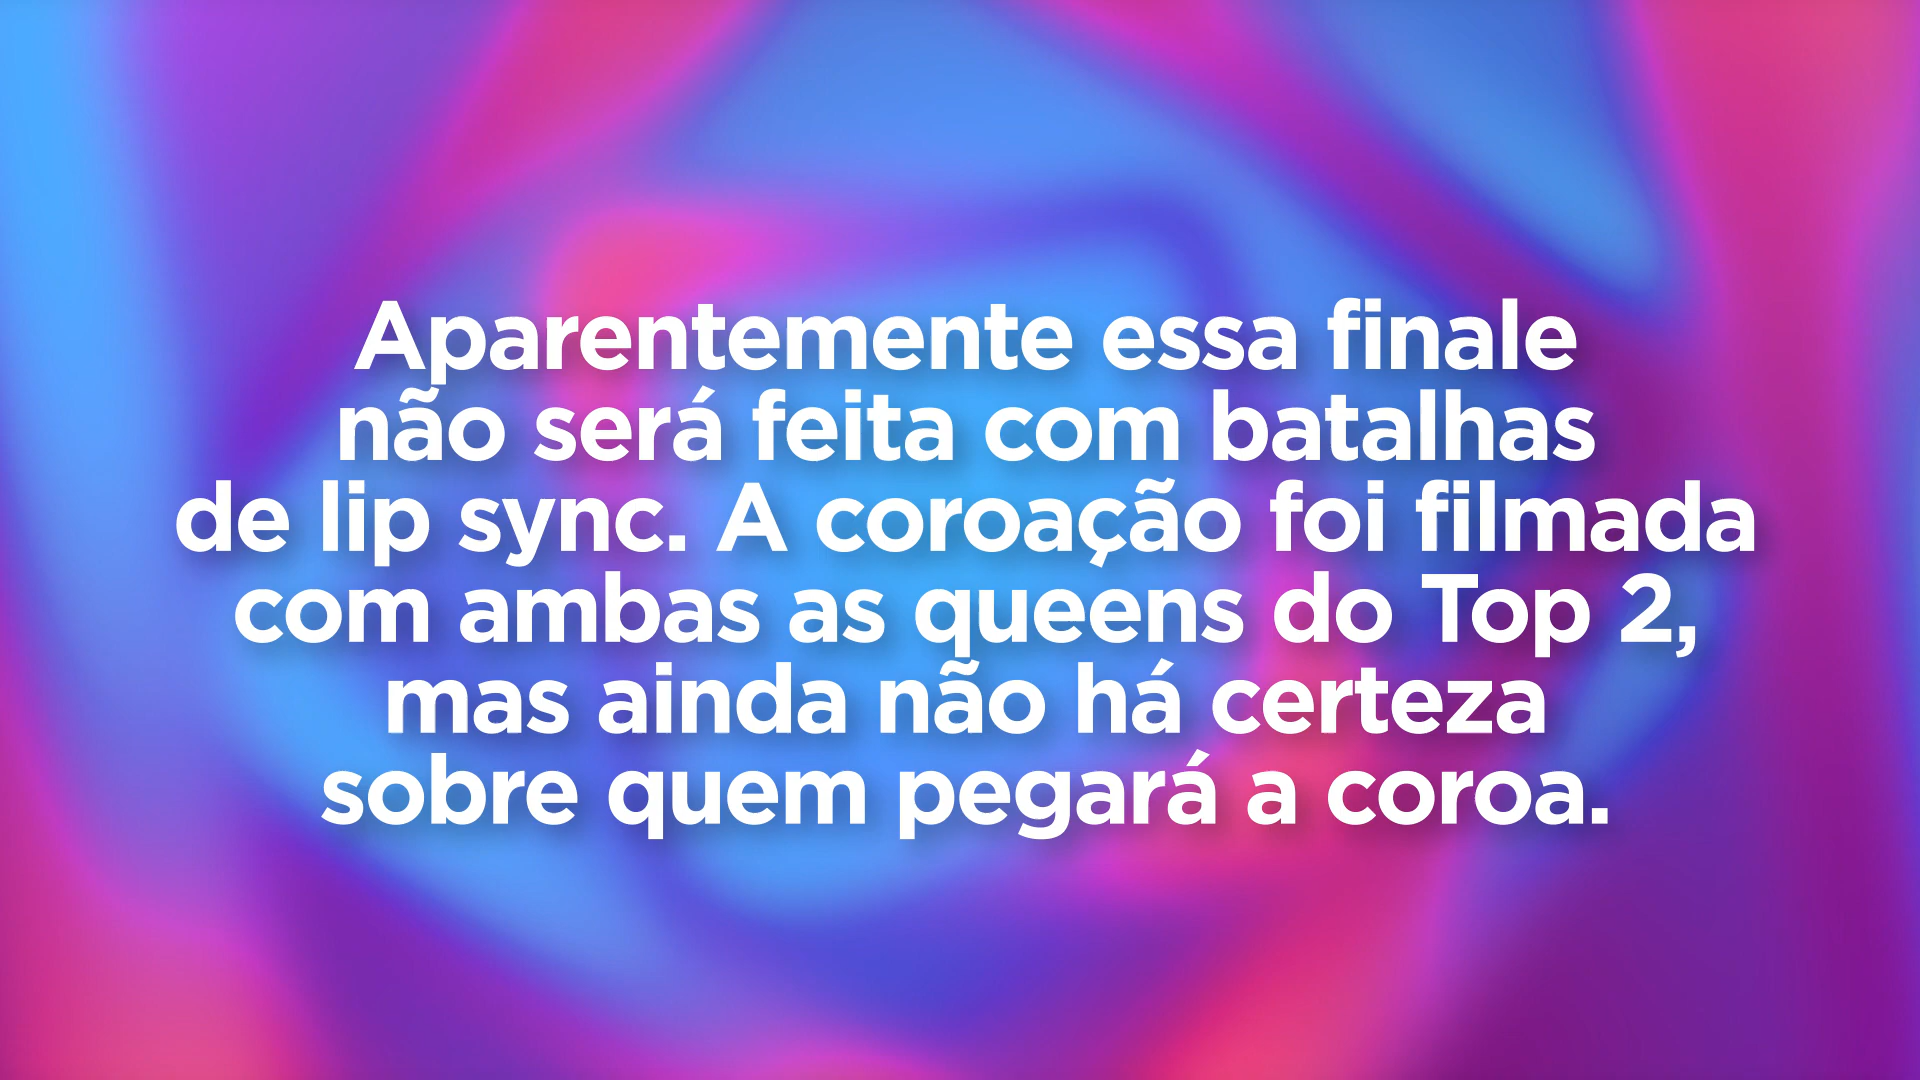 Aparentemente essa finale
não será feita com batalhas
de lip sync. A coroação foi filmada
com ambas as queens do Top 2,
mas ainda não há certeza
sobre quem pegará a coroa.